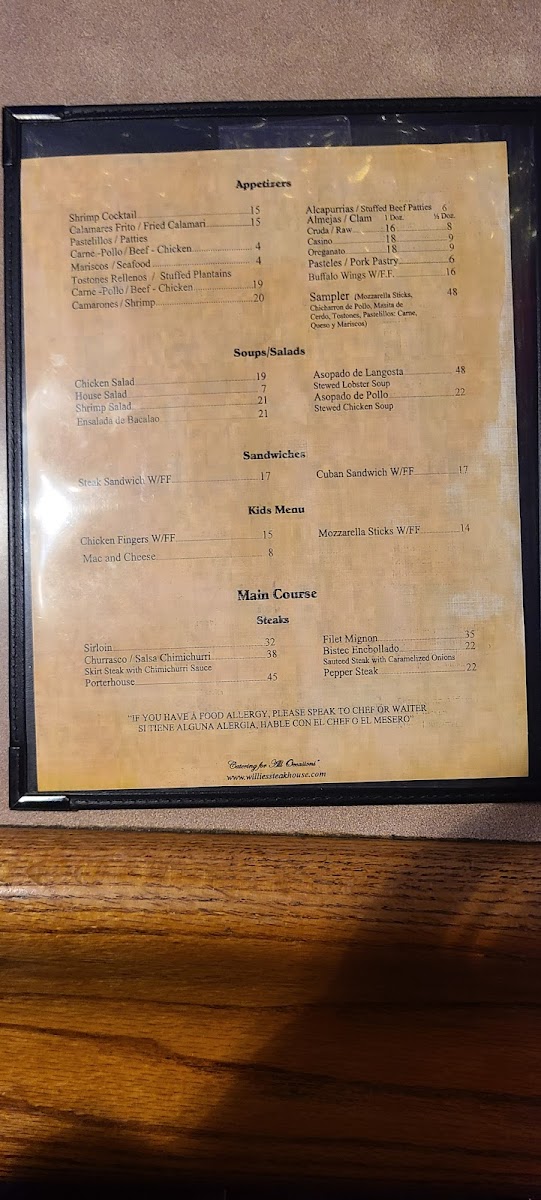 Appetizers
Shrimp Cocktail 15
Calamares Frito / Fried Calamari 15
Pastelillos / Patties
Carne -Pollo / Beef - Chicken 4
Mariscos / Seafood 4
Tostones Rellenos / Stuffed Plantains
Carne -Pollo / Beef - Chicken 19
Camarones / Shrimp 20
Alcapurrias / Stuffed Beef Patties 6
Almejas / Clam 1 Doz. ½ Doz.
Cruda / Raw 16 8
Casino 18 9
Oreganato 18 9
Pasteles / Pork Pastry 6
Buffalo Wings W/F.F. 16
Sampler (Mozzarella Sticks, 48
Chicharron de Pollo, Masita de
Cerdo, Tostones, Pastelillos: Carne,
Queso y Mariscos)
Soups/Salads
Chicken Salad 19
House Salad 7
Shrimp Salad 21
Ensalada de Bacalao 21
Asopado de Langosta 48
Stewed Lobster Soup
Asopado de Pollo 22
Stewed Chicken Soup
Sandwiches
Steak Sandwich W/FF 17
Cuban Sandwich W/FF 17
Kids Menu
Chicken Fingers W/FF 15
Mac and Cheese 8
Mozzarella Sticks W/FF 14
Main Course
Steaks
Sirloin 32
Churrasco / Salsa Chimichurri 38
Skirt Steak with Chimichurri Sauce
Porterhouse 45
Filet Mignon 35
Bistec Encbollado 22
Sauteed Steak with Caramelized Onions
Pepper Steak 22
"IF YOU HAVE A FOOD ALLERGY, PLEASE SPEAK TO CHEF OR WAITER
SI TIENE ALGUNA ALERGIA, HABLE CON EL CHEF O EL MESERO"
Catering for All Occasions"
www.williessteakhouse.com